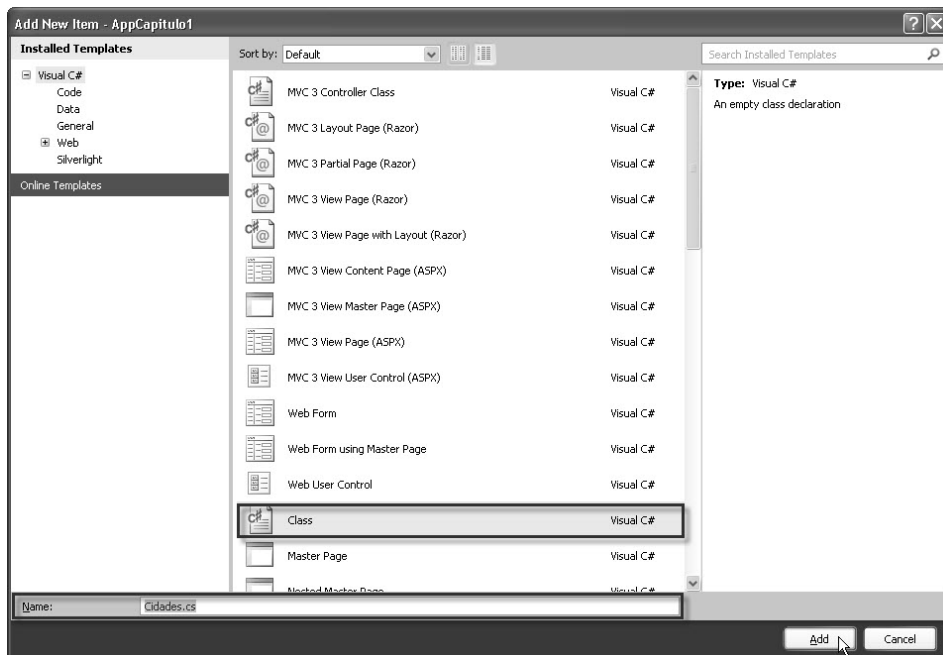 Add New Item - AppCapitulo1
Installed Templates
Visual C#
Code
Data
General
Web
Silverlight
Online Templates
Sort by: Default
MVC 3 Controller Class Visual C#
MVC 3 Layout Page (Razor) Visual C#
MVC 3 Partial Page (Razor) Visual C#
MVC 3 View Page (Razor) Visual C#
MVC 3 View Page with Layout (Razor) Visual C#
MVC 3 View Content Page (ASPX) Visual C#
MVC 3 View Master Page (ASPX) Visual C#
MVC 3 View Page (ASPX) Visual C#
MVC 3 View User Control (ASPX) Visual C#
Web Form Visual C#
Web Form using Master Page Visual C#
Web User Control Visual C#
Class Visual C#
Master Page Visual C#
Nested Master Page Visual C#
Search Installed Templates
Type: Visual C#
An empty class declaration
Name: Cidades.cs
Add Cancel